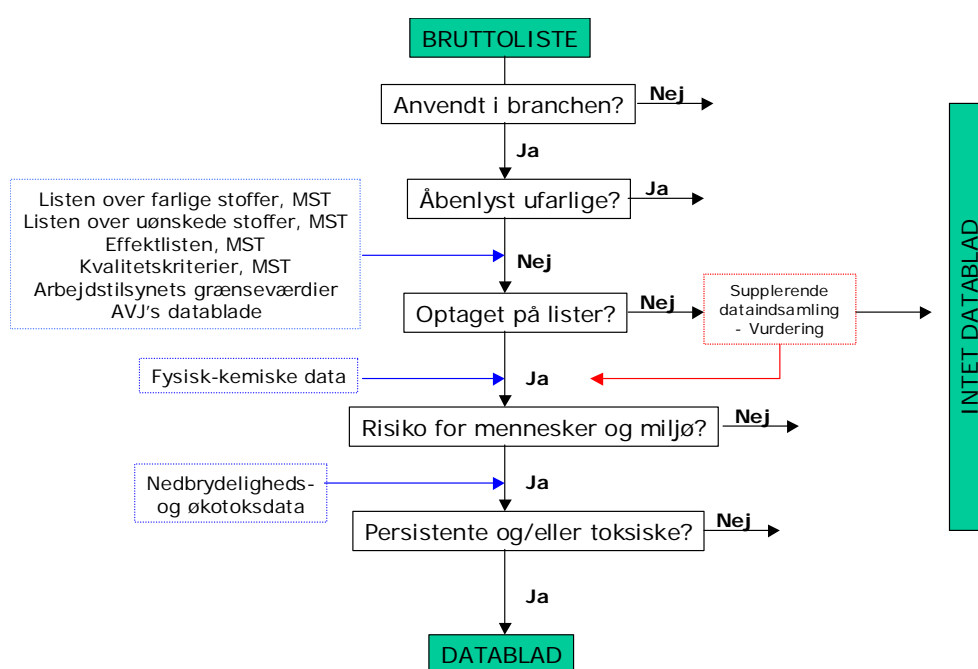 BRUTTOLISTE
Anvendt i branchen?
Nej
Ja
Listen over farlige stoffer, MST
Listen over uønskede stoffer, MST
Effektlisten, MST
Kvalitetskriterier, MST
Arbejdstilsynets grænseværdier
AVJ's datablade
Åbenlyst ufarlige?
Ja
Nej
Optaget på lister?
Nej
Supplerende
dataindsamling
- Vurdering
INTET DATABLAD
Fysisk-kemiske data
Ja
Risiko for mennesker og miljø?
Nej
Nedbrydeligheds-
og økotoksdata
Ja
Persistente og/eller toksiske?
Nej
Ja
DATABLAD